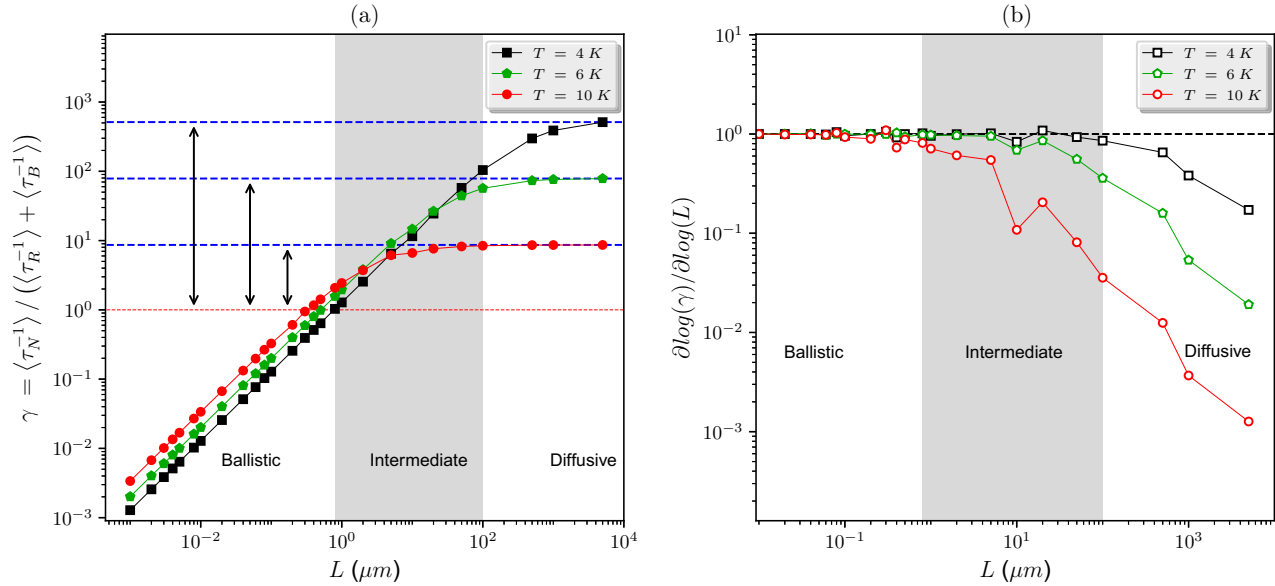 (a)
γ = ⟨τ_N^{-1}⟩ / (⟨τ_R^{-1}⟩ + ⟨τ_B^{-1}⟩)
10^3
10^2
10^1
10^0
10^{-1}
10^{-2}
10^{-3}
T = 4 K
T = 6 K
T = 10 K
Ballistic
Intermediate
Diffusive
10^{-2}
10^0
10^2
10^4
L (μm)
(b)
∂log(γ)/∂log(L)
10^1
10^0
10^{-1}
10^{-2}
10^{-3}
T = 4 K
T = 6 K
T = 10 K
Ballistic
Intermediate
Diffusive
10^{-1}
10^1
10^3
L (μm)